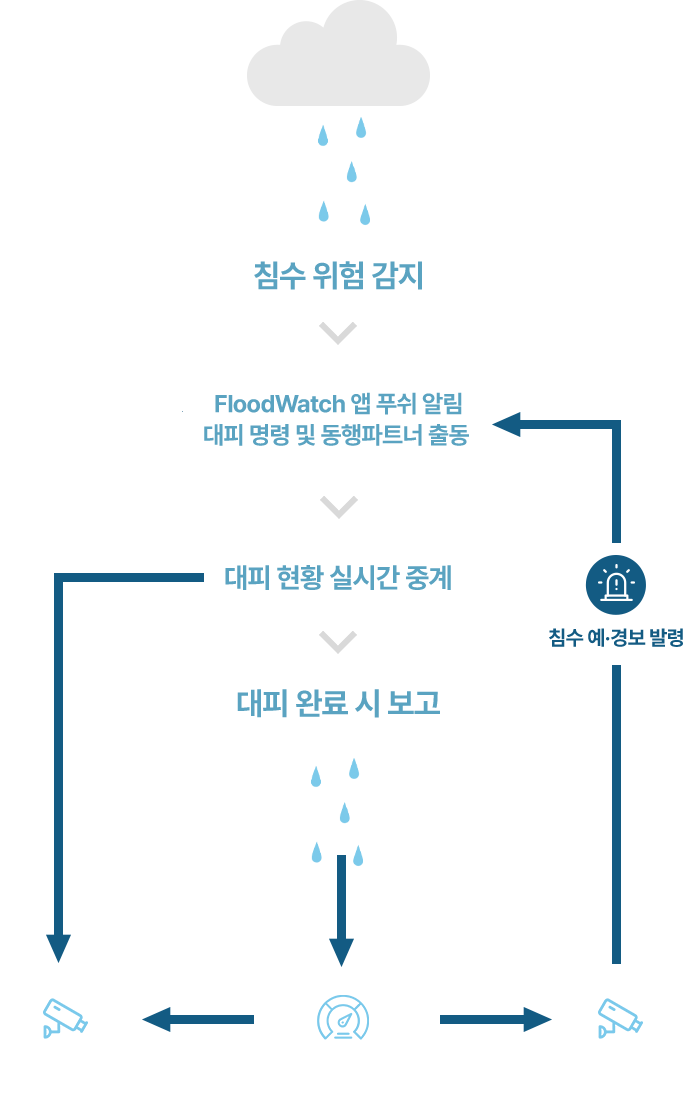 침수 위험 감지
FloodWatch 앱 푸쉬 알림
대피 명령 및 동행파트너 출동
대피 현황 실시간 중계
침수 예·경보 발령
대피 완료 시 보고